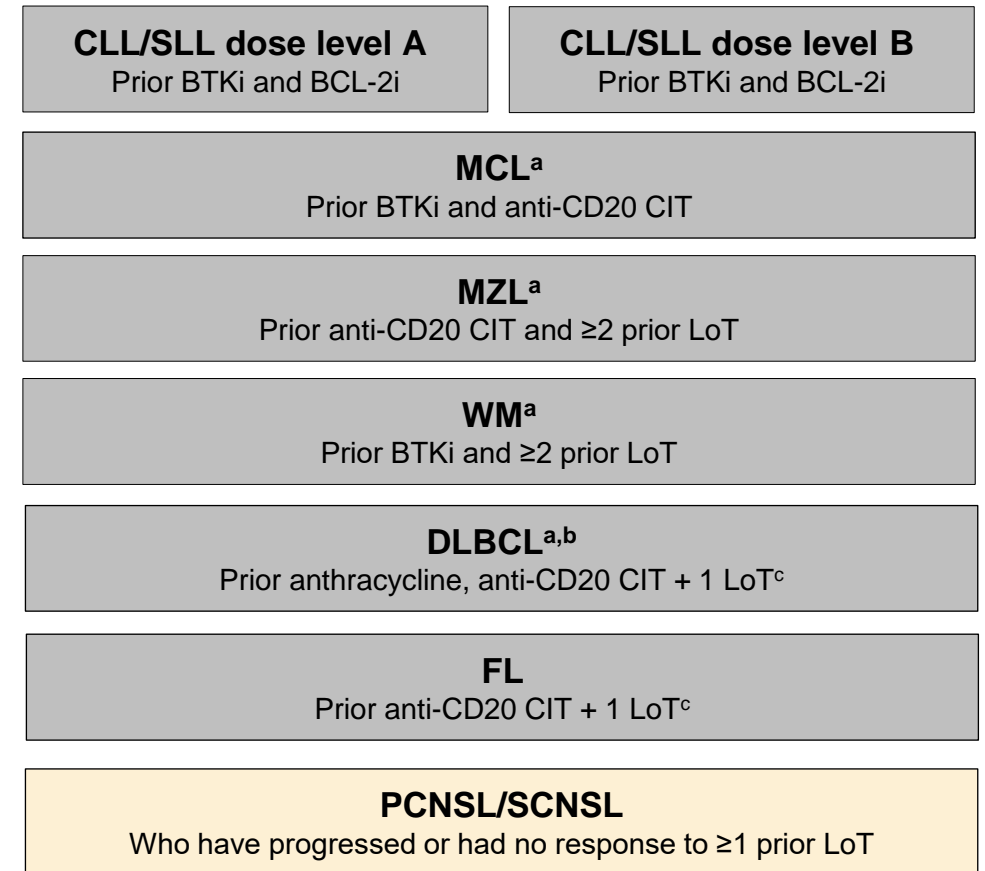 CLL/SLL dose level A
Prior BTKi and BCL-2i
CLL/SLL dose level B
Prior BTKi and BCL-2i
MCLᵃ
Prior BTKi and anti-CD20 CIT
MZLᵃ
Prior anti-CD20 CIT and ≥2 prior LoT
WMᵃ
Prior BTKi and ≥2 prior LoT
DLBCLᵃ,ᵇ
Prior anthracycline, anti-CD20 CIT + 1 LoTᶜ
FL
Prior anti-CD20 CIT + 1 LoTᶜ
PCNSL/SCNSL
Who have progressed or had no response to ≥1 prior LoT